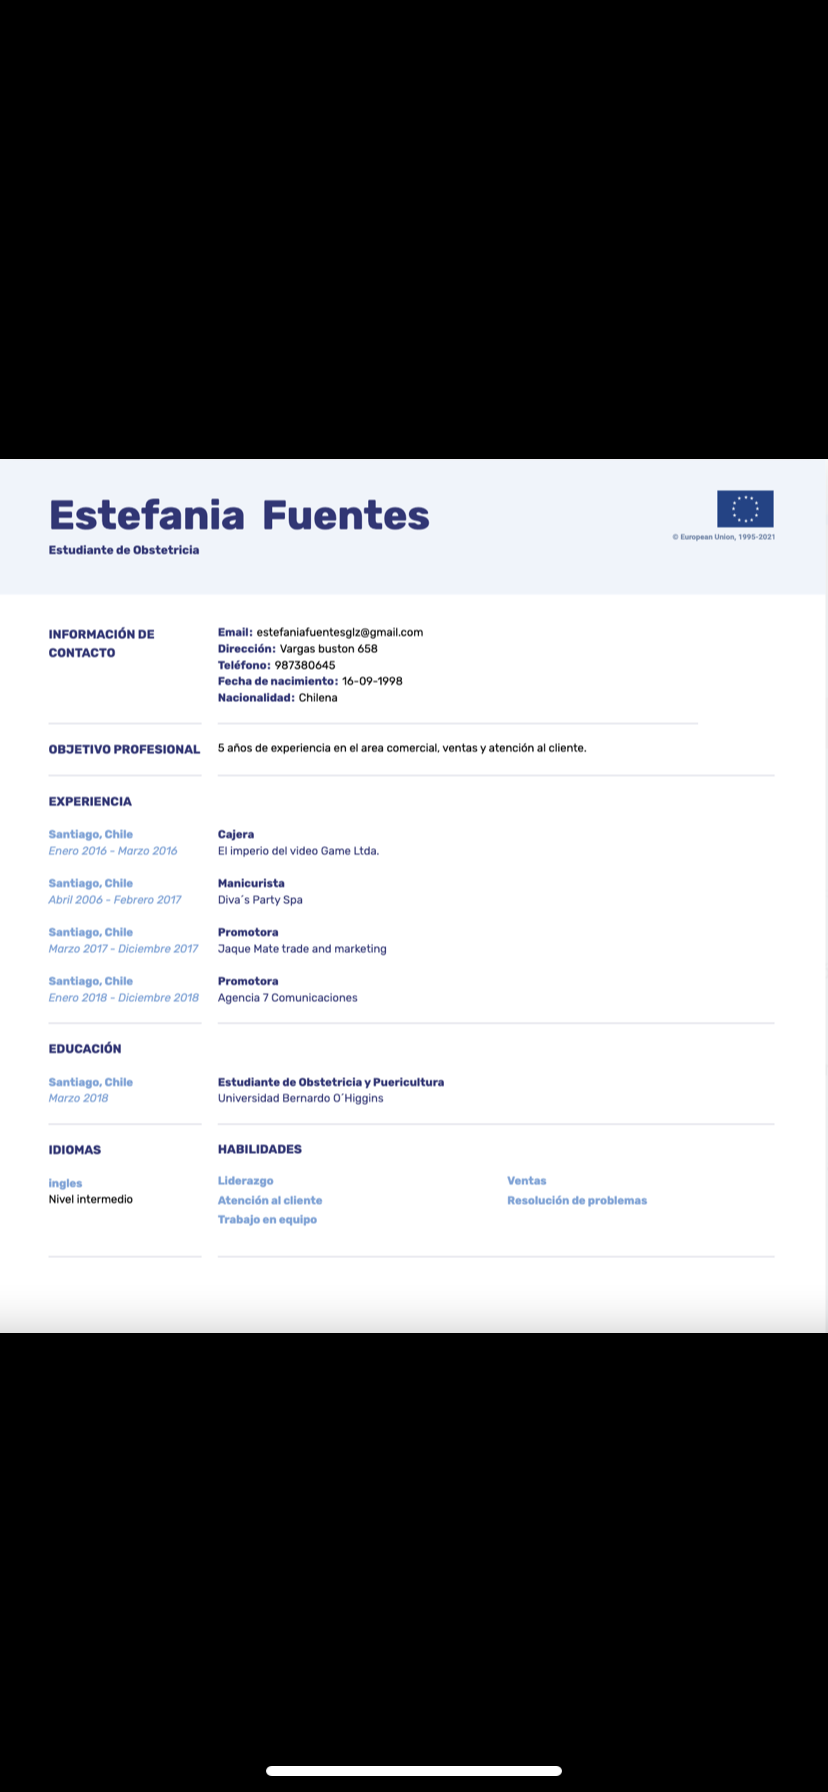 Estefania Fuentes
Estudiante de Obstetricia
© European Union, 1995-2021
INFORMACIÓN DE
CONTACTO
Email: estefaniafuentesglz@gmail.com
Dirección: Vargas buston 658
Teléfono: 987380645
Fecha de nacimiento: 16-09-1998
Nacionalidad: Chilena
OBJETIVO PROFESIONAL
5 años de experiencia en el area comercial, ventas y atención al cliente.
EXPERIENCIA
Santiago, Chile
Enero 2016 - Marzo 2016
Cajera
El imperio del video Game Ltda.
Santiago, Chile
Abril 2006 - Febrero 2017
Manicurista
Diva´s Party Spa
Santiago, Chile
Marzo 2017 - Diciembre 2017
Promotora
Jaque Mate trade and marketing
Santiago, Chile
Enero 2018 - Diciembre 2018
Promotora
Agencia 7 Comunicaciones
EDUCACIÓN
Santiago, Chile
Marzo 2018
Estudiante de Obstetricia y Puericultura
Universidad Bernardo O´Higgins
IDIOMAS
ingles
Nivel intermedio
HABILIDADES
Liderazgo
Atención al cliente
Trabajo en equipo
Ventas
Resolución de problemas